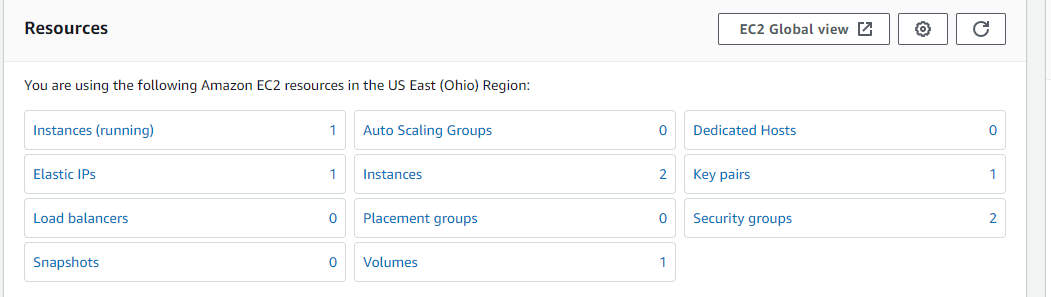 Resources
EC2 Global view
You are using the following Amazon EC2 resources in the US East (Ohio) Region:
Instances (running) 1 Auto Scaling Groups 0 Dedicated Hosts 0
Elastic IPs 1 Instances 2 Key pairs 1
Load balancers 0 Placement groups 0 Security groups 2
Snapshots 0 Volumes 1